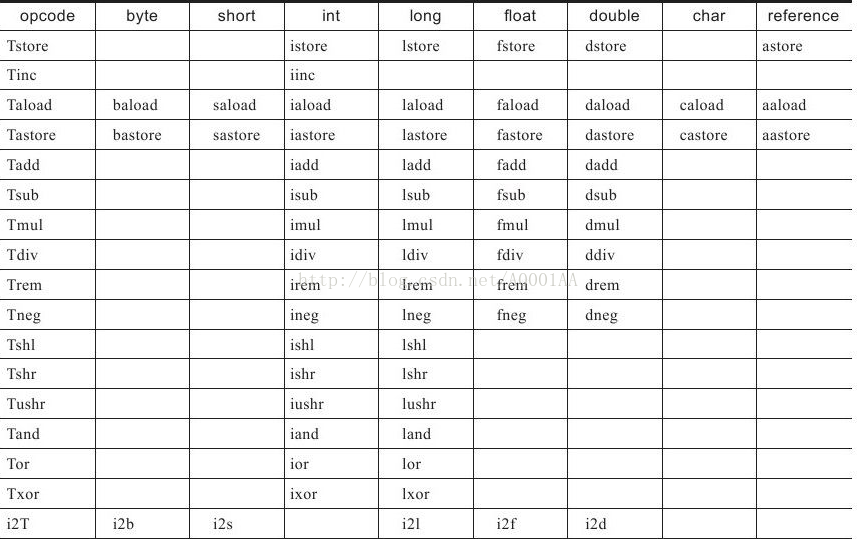 opcode byte short int long float double char reference
Tstore istore lstore fstore dstore astore
Tinc iinc
Taload baload saload iaload laload faload daload caload aaload
Tastore bastore sastore iastore lastore fastore dastore castore aastore
Tadd iadd ladd fadd dadd
Tsub isub lsub fsub dsub
Tmul imul lmul fmul dmul
Tdiv idiv ldiv fdiv ddiv
http://blog.csdn.net/A0001AA
Trem irem lrem frem drem
Tneg ineg lneg fneg dneg
Tshl ishl lshl
Tshr ishr lshr
Tushr iushr lushr
Tand iand land
Tor ior lor
Txor ixor lxor
i2T i2b i2s i2l i2f i2d